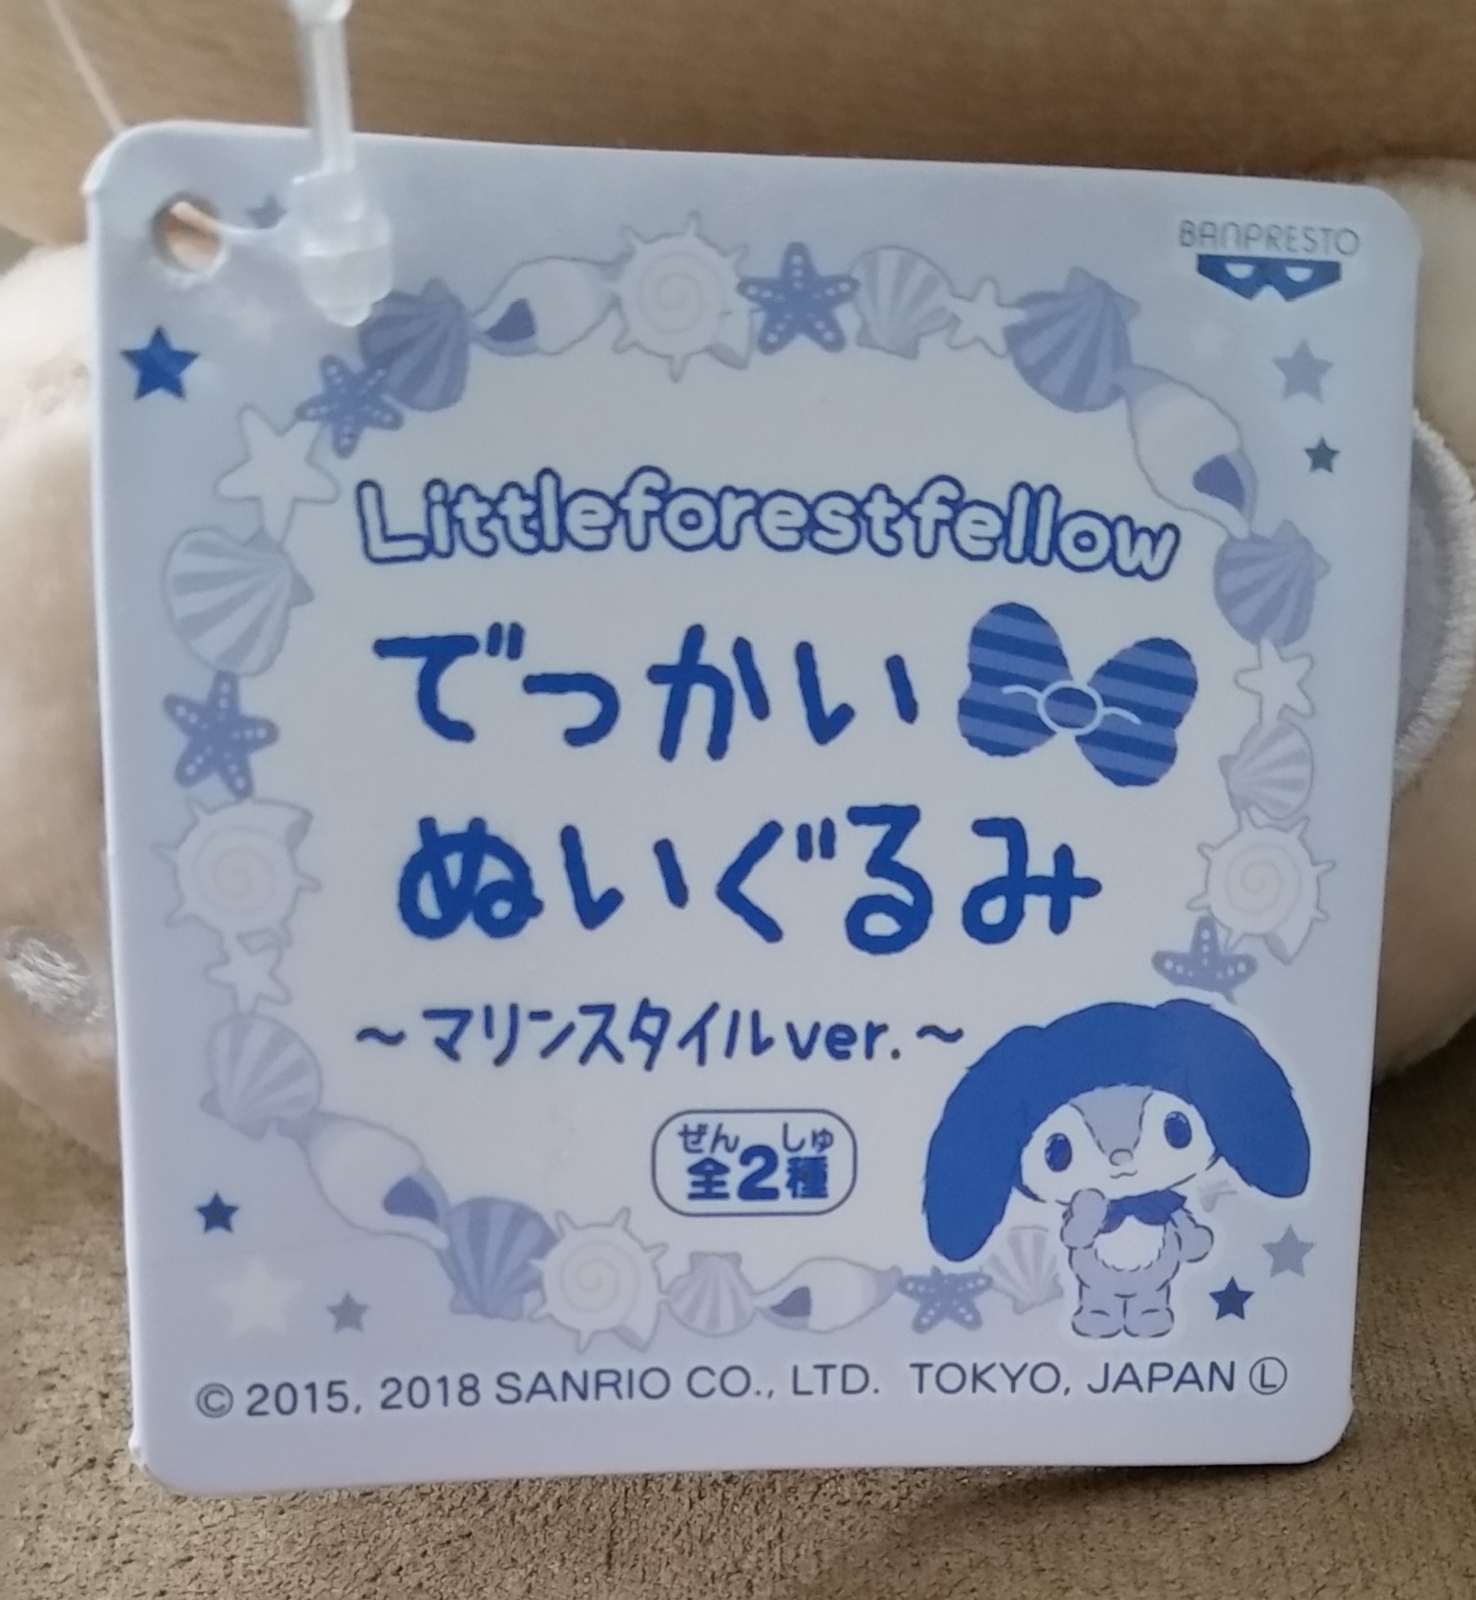 BANPRESTO
Littleforestfellow
でっかい
ぬいぐるみ
～マリンスタイルver.～
ぜん しゅ
全2種
© 2015, 2018 SANRIO CO., LTD. TOKYO, JAPAN Ⓛ